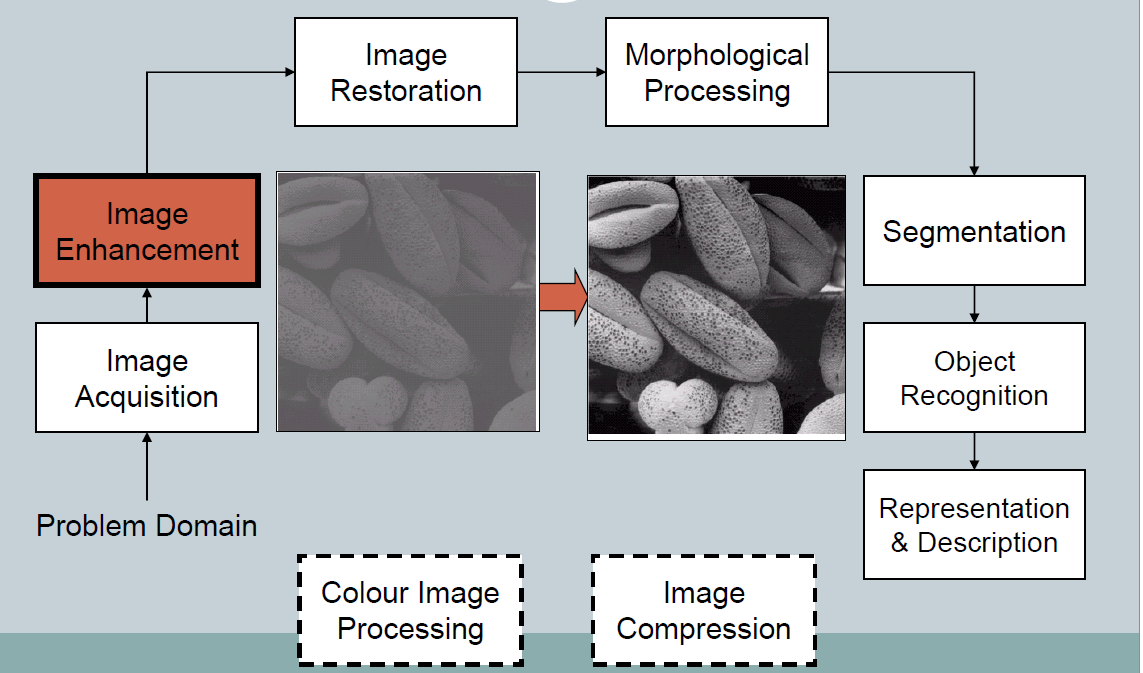 Image
Restoration
Morphological
Processing
Image
Enhancement
Segmentation
Image
Acquisition
Object
Recognition
Problem Domain
Representation
& Description
Colour Image
Processing
Image
Compression